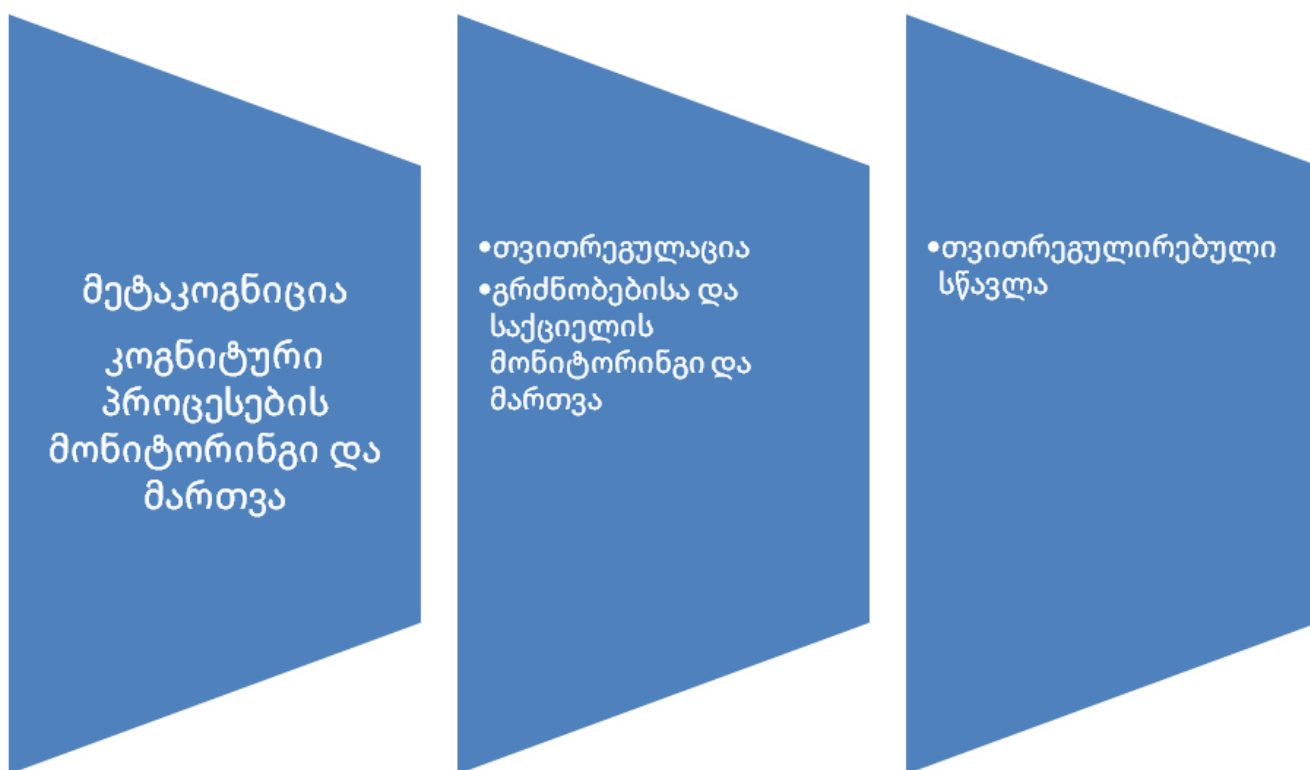 მეტაკოგნიცია
კოგნიტური
პროცესების
მონიტორინგი და
მართვა
•თვითრეგულაცია
•გრძნობებისა და
საქციელის
მონიტორინგი და
მართვა
•თვითრეგულირებული
სწავლა